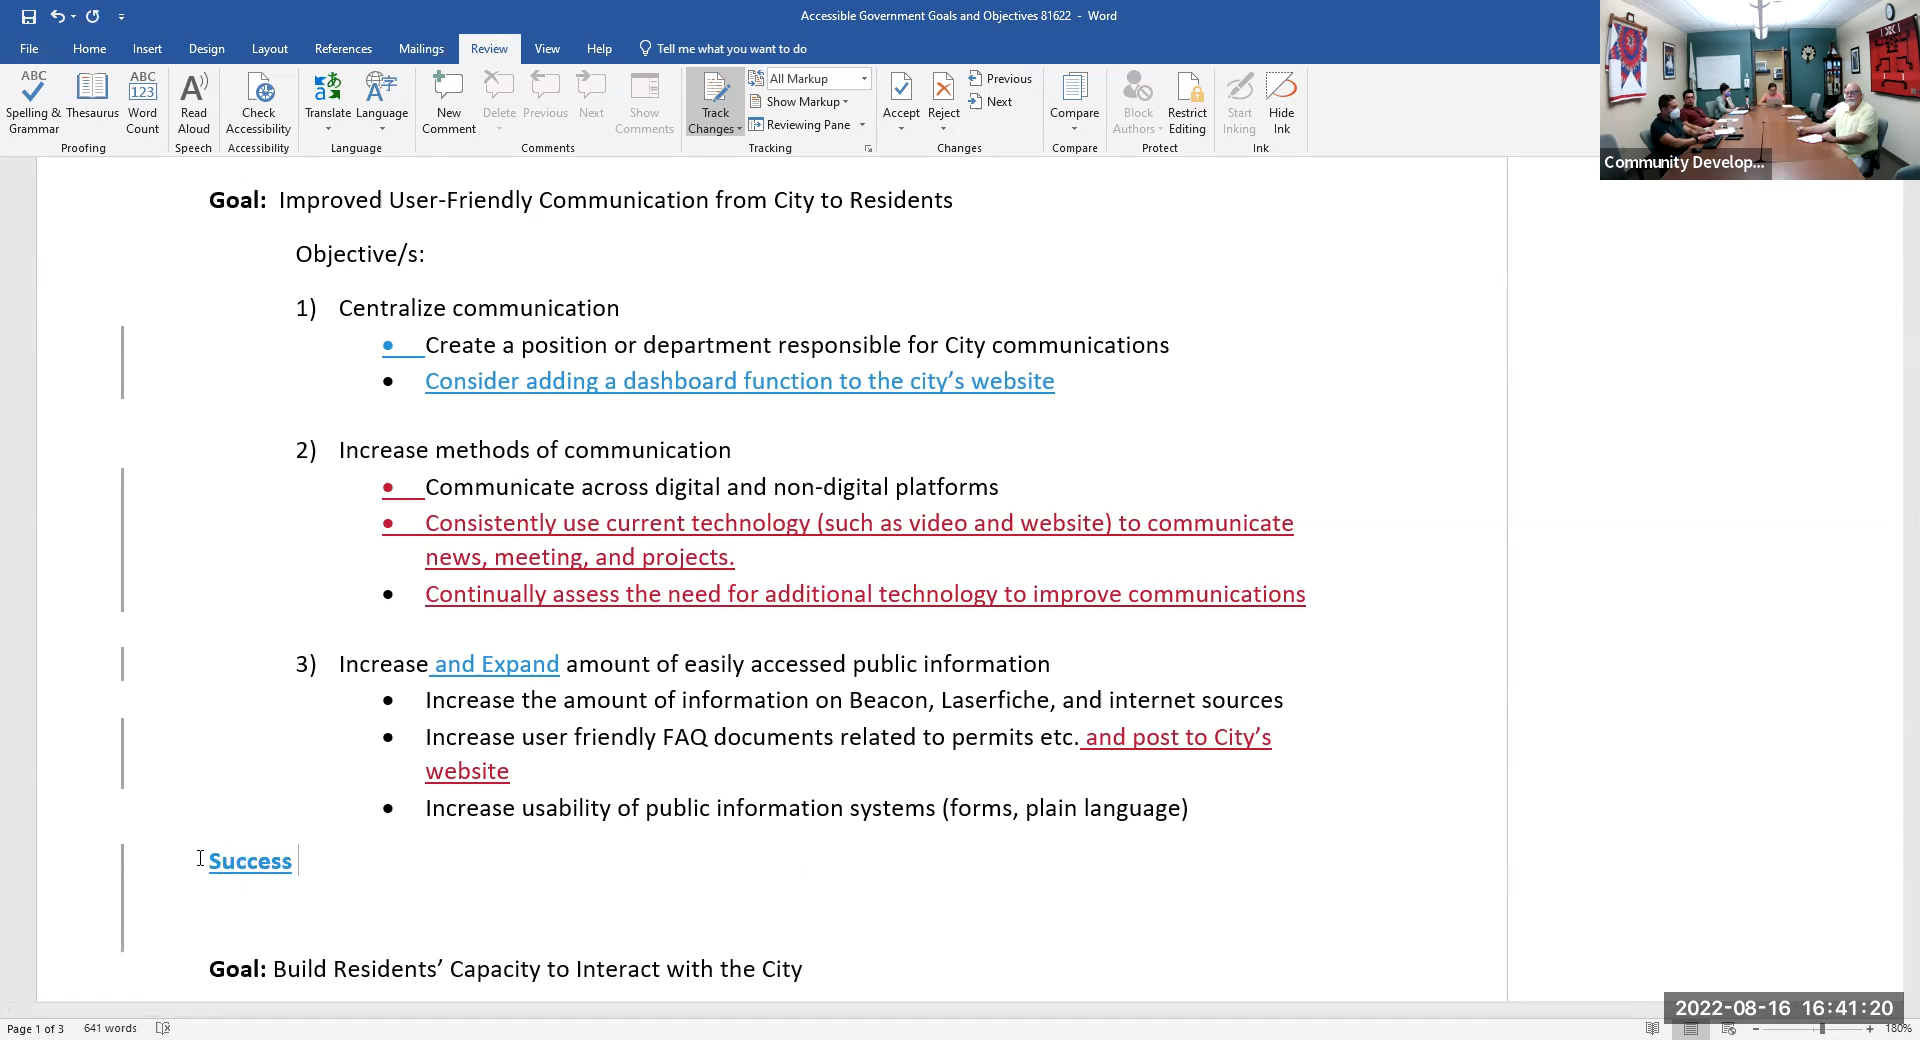 Accessible Government Goals and Objectives 81622 - Word
File Home Insert Design Layout References Mailings Review View Help Tell me what you want to do
ABC Spelling & Grammar
Thesaurus
ABC 123 Word Count
Proofing
Read Aloud
Speech
Check Accessibility
Accessibility
Translate
Language
Language
New Comment
Delete
Previous
Next
Show Comments
Comments
Track Changes
All Markup
Show Markup
Reviewing Pane
Tracking
Accept
Reject
Previous
Next
Changes
Compare
Compare
Block Authors
Restrict Editing
Protect
Start Inking
Hide Ink
Ink
Community Develop...
Goal: Improved User-Friendly Communication from City to Residents
Objective/s:
1) Centralize communication
• Create a position or department responsible for City communications
• Consider adding a dashboard function to the city’s website
2) Increase methods of communication
• Communicate across digital and non-digital platforms
• Consistently use current technology (such as video and website) to communicate
news, meeting, and projects.
• Continually assess the need for additional technology to improve communications
3) Increase and Expand amount of easily accessed public information
• Increase the amount of information on Beacon, Laserfiche, and internet sources
• Increase user friendly FAQ documents related to permits etc. and post to City’s
website
• Increase usability of public information systems (forms, plain language)
Success
Goal: Build Residents’ Capacity to Interact with the City
2022-08-16 16:41:20
Page 1 of 3 641 words
180%